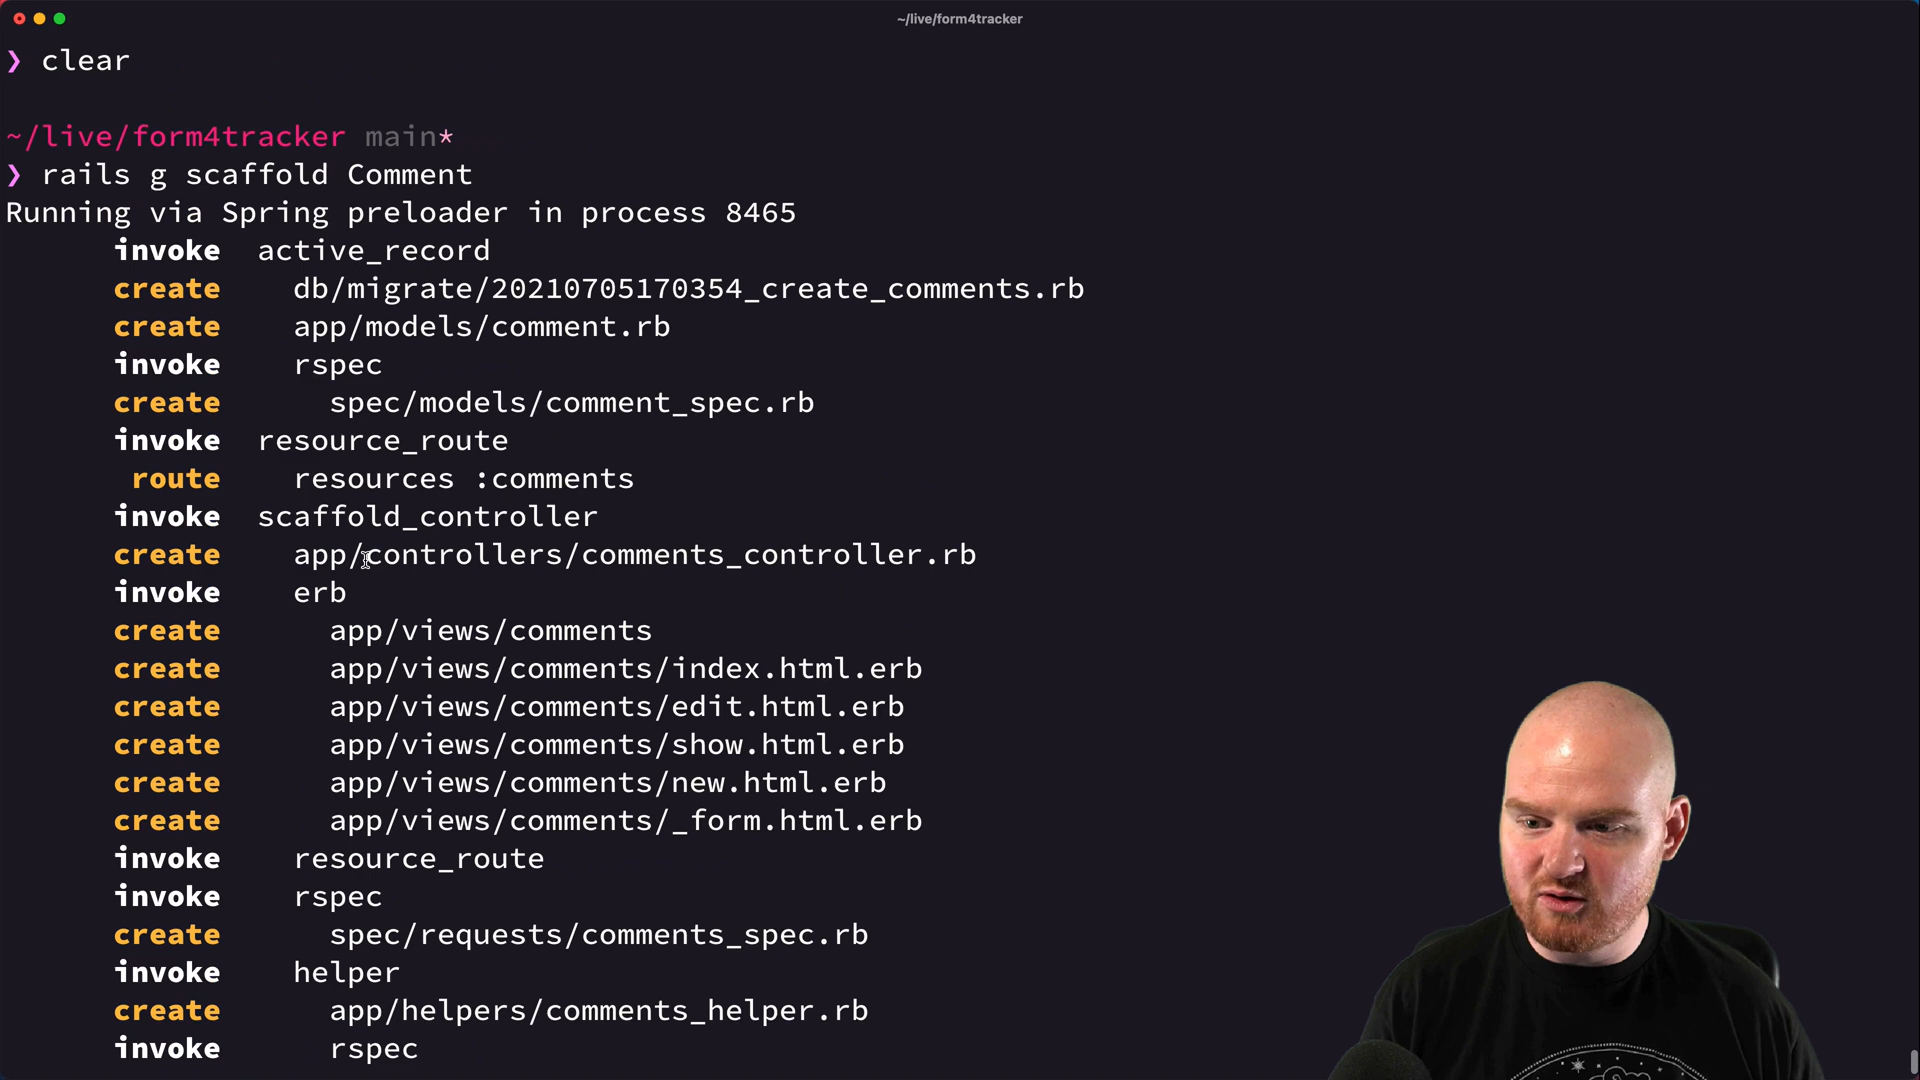 ~/live/form4tracker
❯ clear
~/live/form4tracker main*
❯ rails g scaffold Comment
Running via Spring preloader in process 8465
invoke active_record
create db/migrate/20210705170354_create_comments.rb
create app/models/comment.rb
invoke rspec
create spec/models/comment_spec.rb
invoke resource_route
route resources :comments
invoke scaffold_controller
create app/controllers/comments_controller.rb
invoke erb
create app/views/comments
create app/views/comments/index.html.erb
create app/views/comments/edit.html.erb
create app/views/comments/show.html.erb
create app/views/comments/new.html.erb
create app/views/comments/_form.html.erb
invoke resource_route
invoke rspec
create spec/requests/comments_spec.rb
invoke helper
create app/helpers/comments_helper.rb
invoke rspec